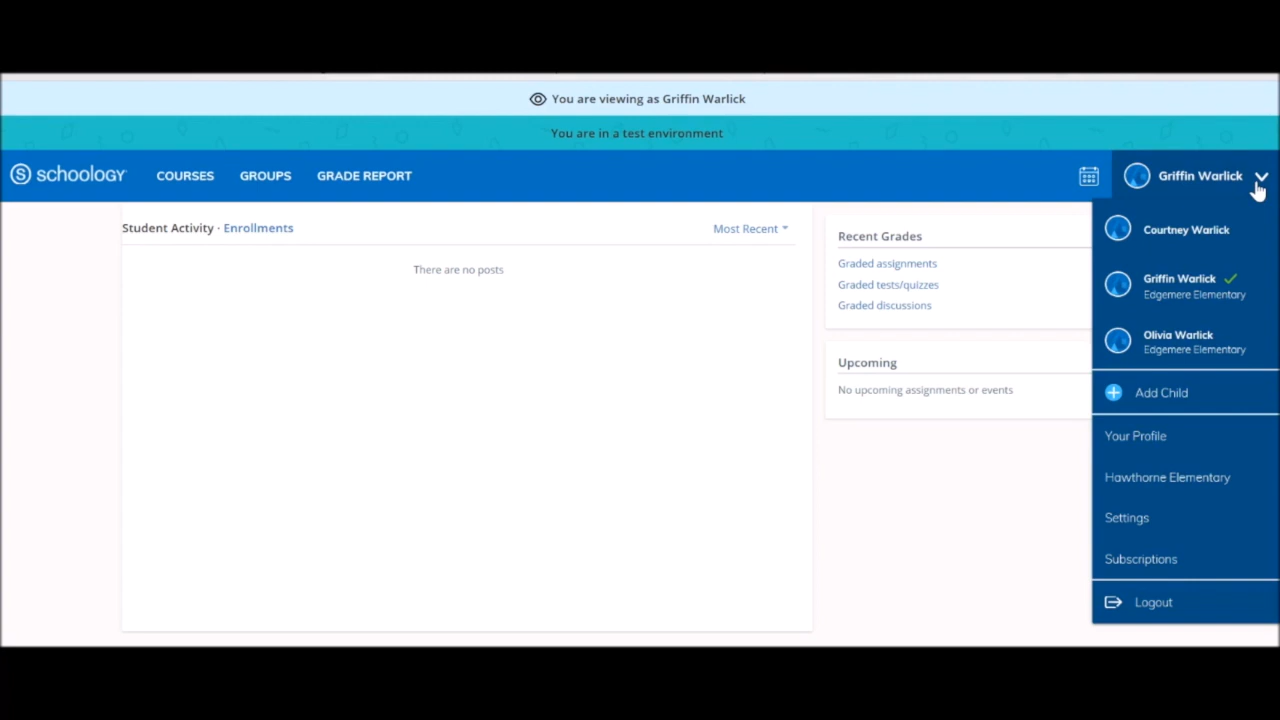 You are viewing as Griffin Warlick
You are in a test environment
schoology COURSES GROUPS GRADE REPORT Griffin Warlick
Student Activity · Enrollments Most Recent
There are no posts
Recent Grades
Graded assignments
Graded tests/quizzes
Graded discussions
Upcoming
No upcoming assignments or events
Courtney Warlick
Griffin Warlick
Edgemere Elementary
Olivia Warlick
Edgemere Elementary
Add Child
Your Profile
Hawthorne Elementary
Settings
Subscriptions
Logout